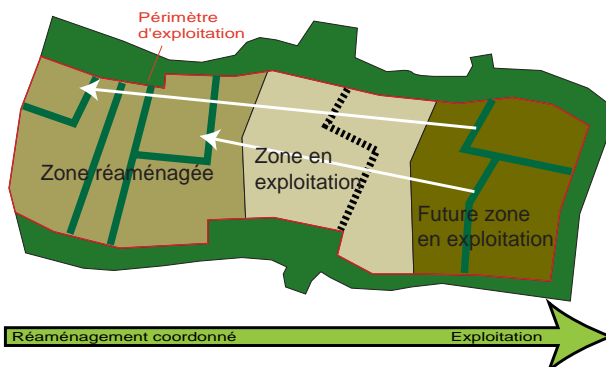 Périmètre
d'exploitation
Zone réaménagée
Zone en
exploitation
Future zone
en exploitation
Réaménagement coordonné
Exploitation